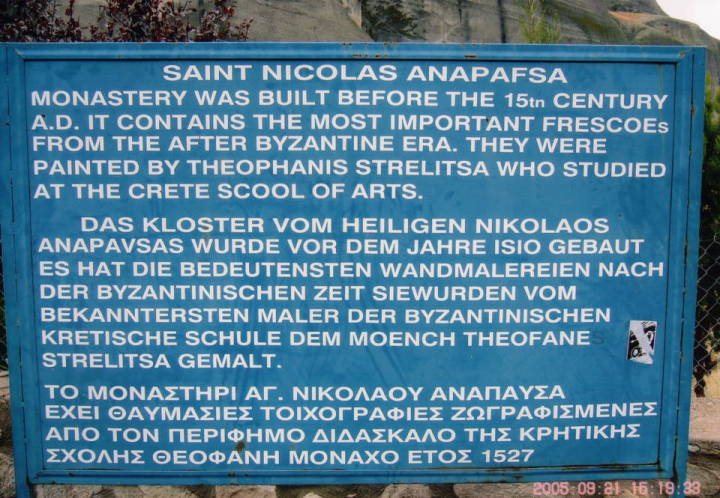 SAINT NICOLAS ANAPAFSA
MONASTERY WAS BUILT BEFORE THE 15tn CENTURY
A.D. IT CONTAINS THE MOST IMPORTANT FRESCOEs
FROM THE AFTER BYZANTINE ERA. THEY WERE
PAINTED BY THEOPHANIS STRELITSA WHO STUDIED
AT THE CRETE SCOOL OF ARTS.
DAS KLOSTER VOM HEILIGEN NIKOLAOS
ANAPAVSAS WURDE VOR DEM JAHRE ISIO GEBAUT
ES HAT DIE BEDEUTENSTEN WANDMALEREIEN NACH
DER BYZANTINISCHEN ZEIT SIEWURDEN VOM
BEKANNTERSTEN MALER DER BYZANTINISCHEN
KRETISCHE SCHULE DEM MOENCH THEOFANES
STRELITSA GEMALT.
ΤΟ ΜΟΝΑΣΤΗΡΙ ΑΓ. ΝΙΚΟΛΑΟΥ ΑΝΑΠΑΥΣΑ
ΕΧΕΙ ΘΑΥΜΑΣΙΕΣ ΤΟΙΧΟΓΡΑΦΙΕΣ ΖΩΓΡΑΦΙΣΜΕΝΕΣ
ΑΠΟ ΤΟΝ ΠΕΡΙΦΗΜΟ ΔΙΔΑΣΚΑΛΟ ΤΗΣ ΚΡΗΤΙΚΗΣ
ΣΧΟΛΗΣ ΘΕΟΦΑΝΗ ΜΟΝΑΧΟ ΕΤΟΣ 1527
2005-09-21 16:19:33